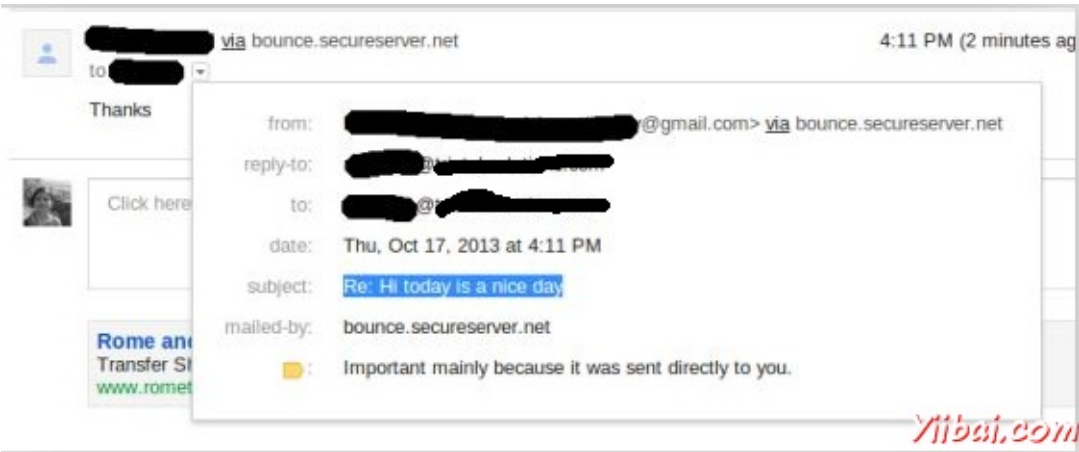 via bounce.secureserver.net
4:11 PM (2 minutes ag
to
Thanks
from: @gmail.com> via bounce.secureserver.net
reply-to: @
to: @
Click here
date: Thu, Oct 17, 2013 at 4:11 PM
subject: Re: Hi today is a nice day
mailed-by: bounce.secureserver.net
: Important mainly because it was sent directly to you.
Rome and
Transfer Sh
www.romet
Yiibai.com